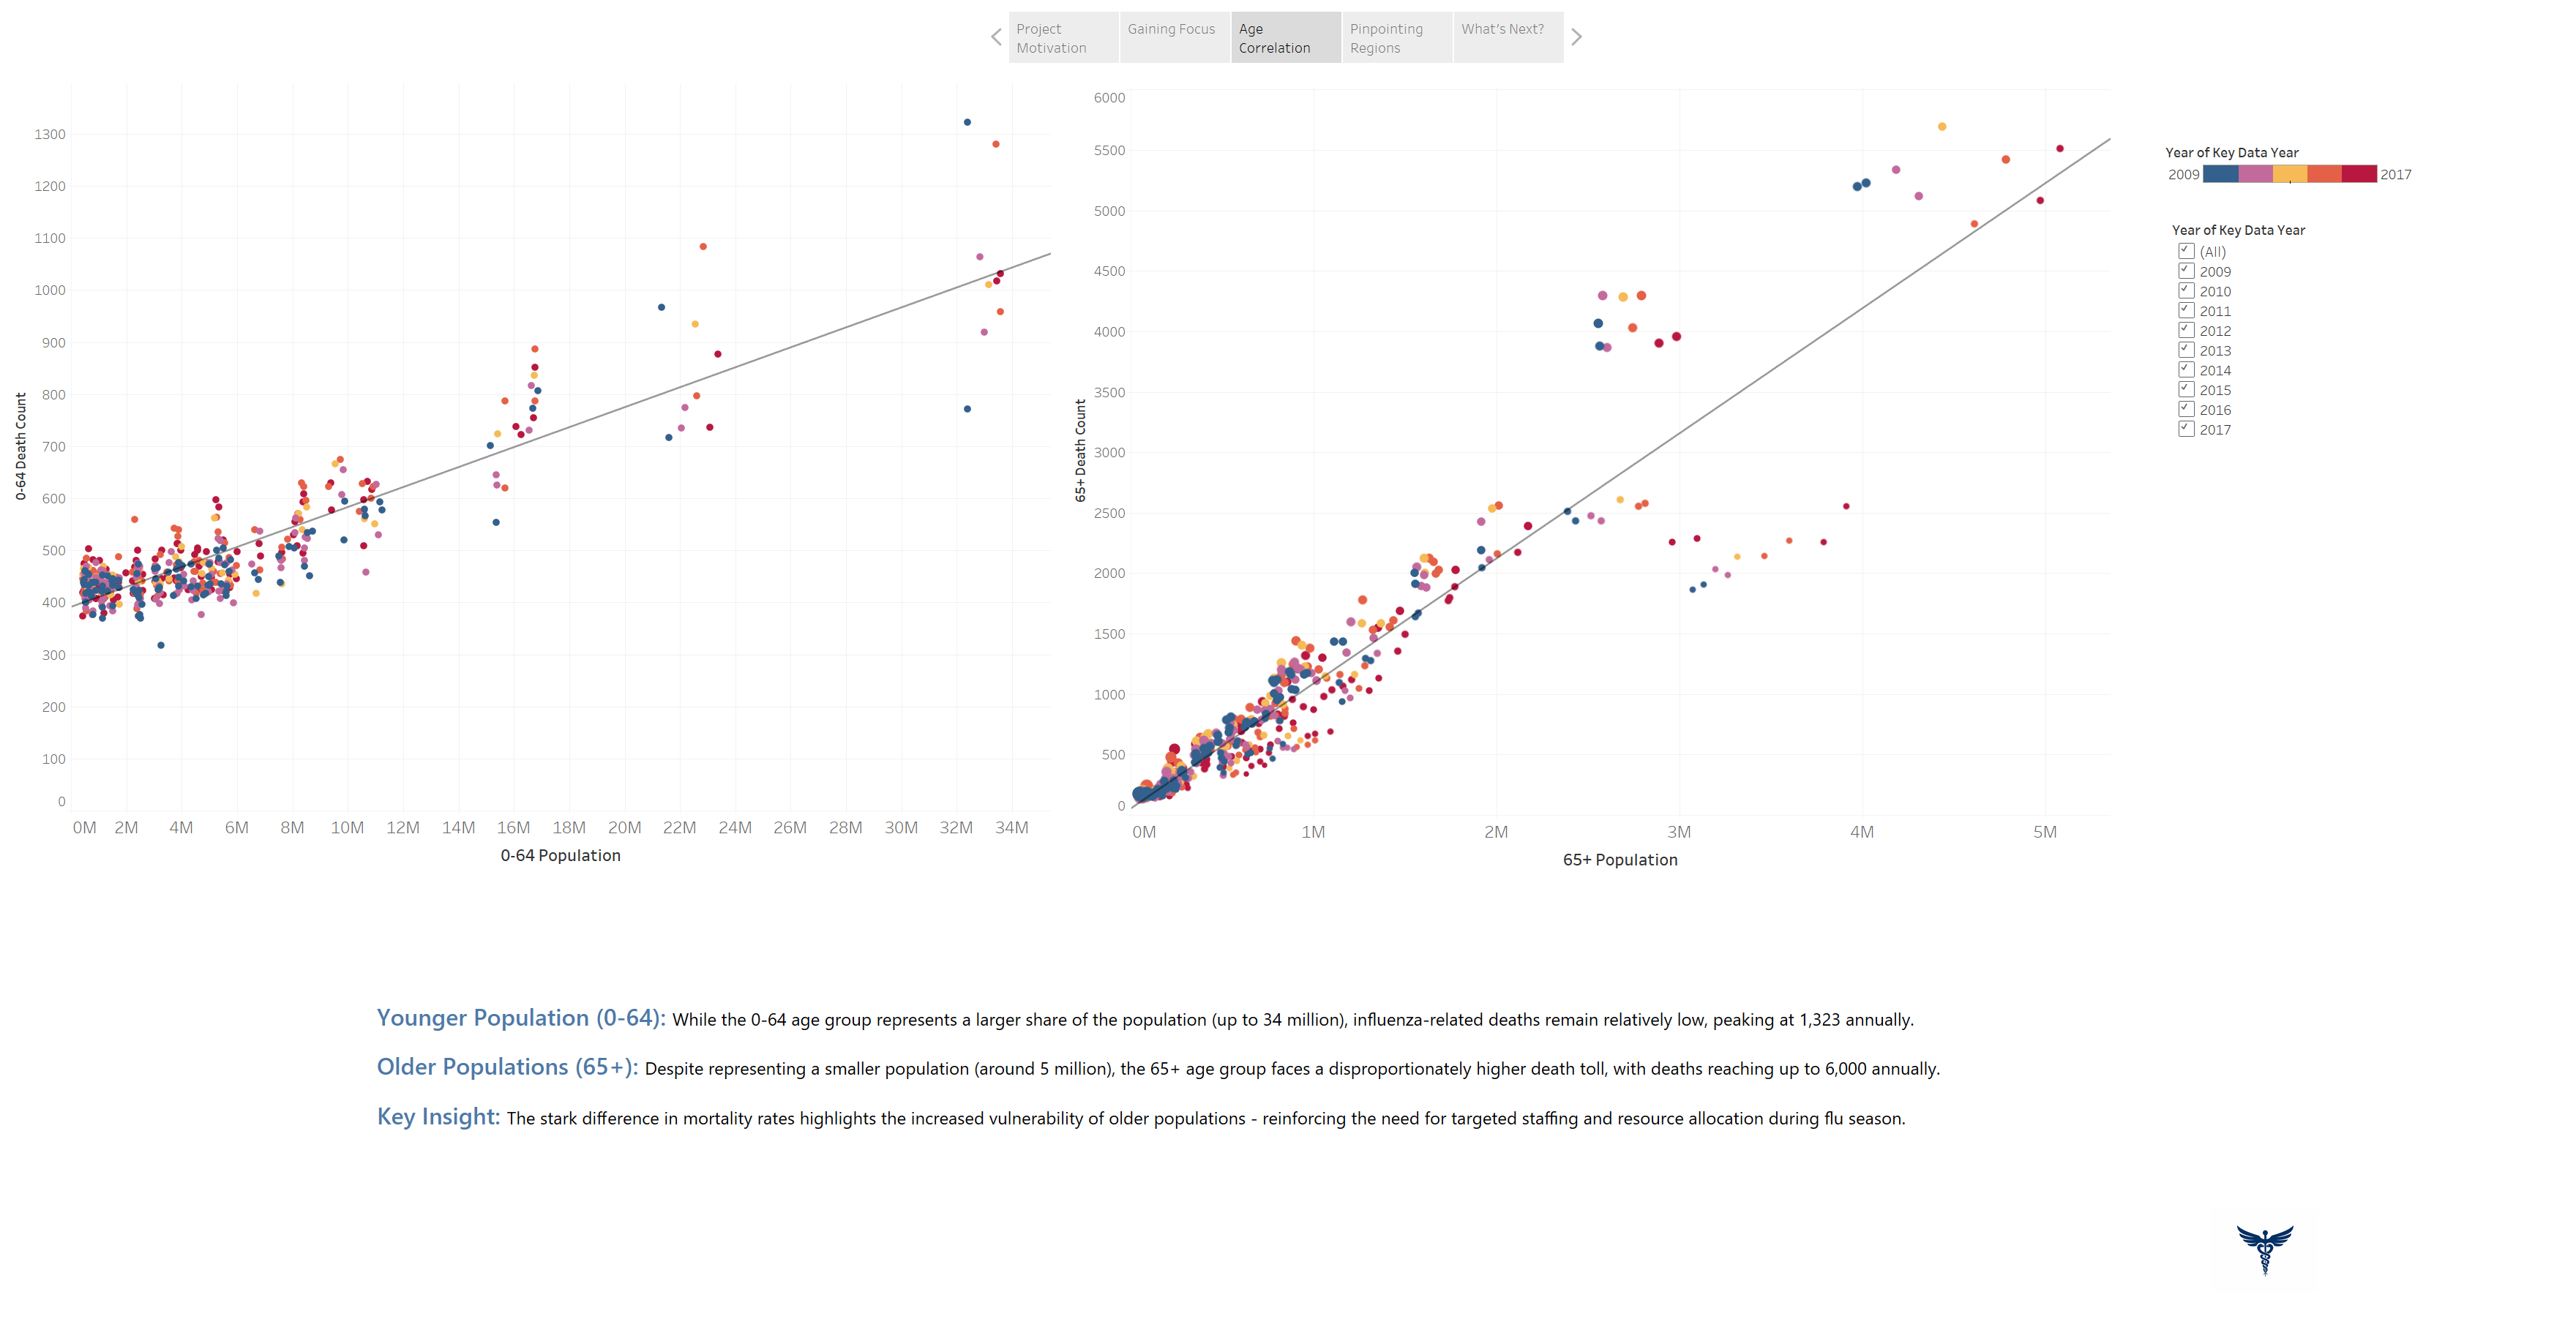 Project Motivation
Gaining Focus
Age Correlation
Pinpointing Regions
What's Next?
0-64 Death Count
1300
1200
1100
1000
900
800
700
600
500
400
300
200
100
0
0M 2M 4M 6M 8M 10M 12M 14M 16M 18M 20M 22M 24M 26M 28M 30M 32M 34M
0-64 Population
65+ Death Count
6000
5500
5000
4500
4000
3500
3000
2500
2000
1500
1000
500
0
0M 1M 2M 3M 4M 5M
65+ Population
Year of Key Data Year
2009 2017
Year of Key Data Year
(All)
2009
2010
2011
2012
2013
2014
2015
2016
2017
Younger Population (0-64): While the 0-64 age group represents a larger share of the population (up to 34 million), influenza-related deaths remain relatively low, peaking at 1,323 annually.
Older Populations (65+): Despite representing a smaller population (around 5 million), the 65+ age group faces a disproportionately higher death toll, with deaths reaching up to 6,000 annually.
Key Insight: The stark difference in mortality rates highlights the increased vulnerability of older populations - reinforcing the need for targeted staffing and resource allocation during flu season.